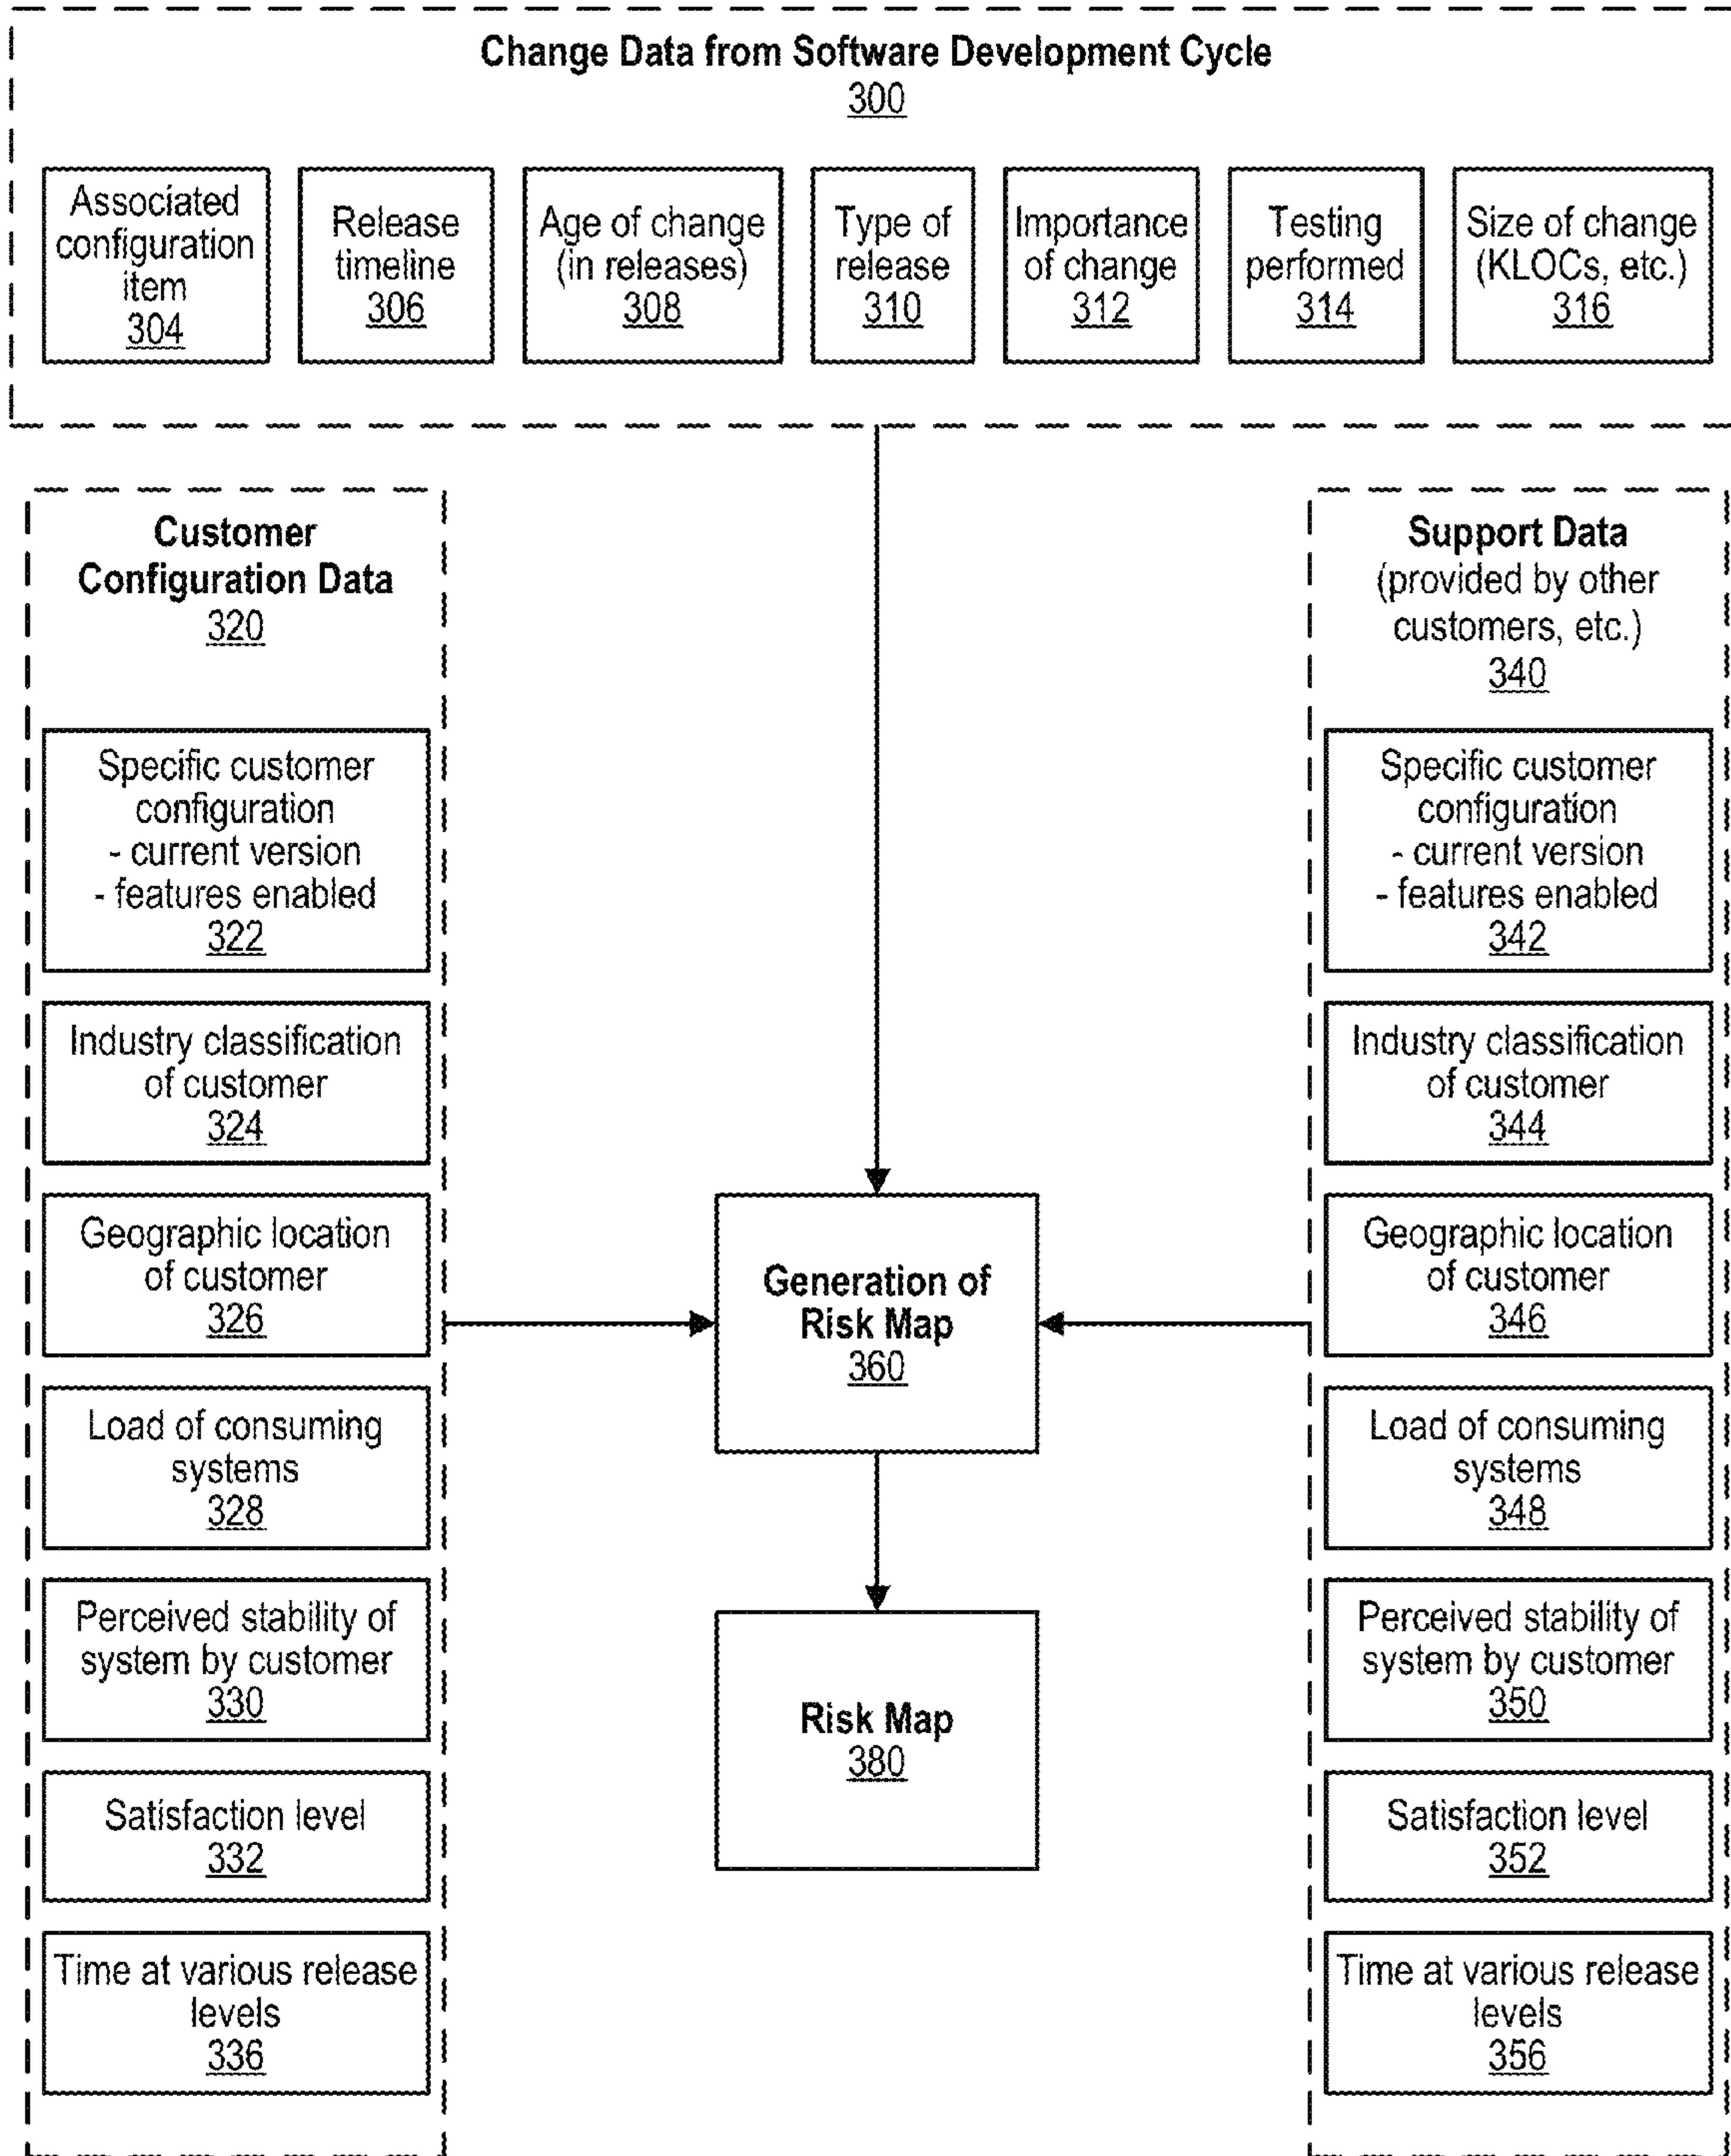 Change Data from Software Development Cycle
300
Associated
configuration
item
304
Release
timeline
306
Age of change
(in releases)
308
Type of
release
310
Importance
of change
312
Testing
performed
314
Size of change
(KLOCs, etc.)
316
Customer
Configuration Data
320
Specific customer
configuration
- current version
- features enabled
322
Industry classification
of customer
324
Geographic location
of customer
326
Load of consuming
systems
328
Perceived stability of
system by customer
330
Satisfaction level
332
Time at various release
levels
336
Generation of
Risk Map
360
Risk Map
380
Support Data
(provided by other
customers, etc.)
340
Specific customer
configuration
- current version
- features enabled
342
Industry classification
of customer
344
Geographic location
of customer
346
Load of consuming
systems
348
Perceived stability of
system by customer
350
Satisfaction level
352
Time at various release
levels
356